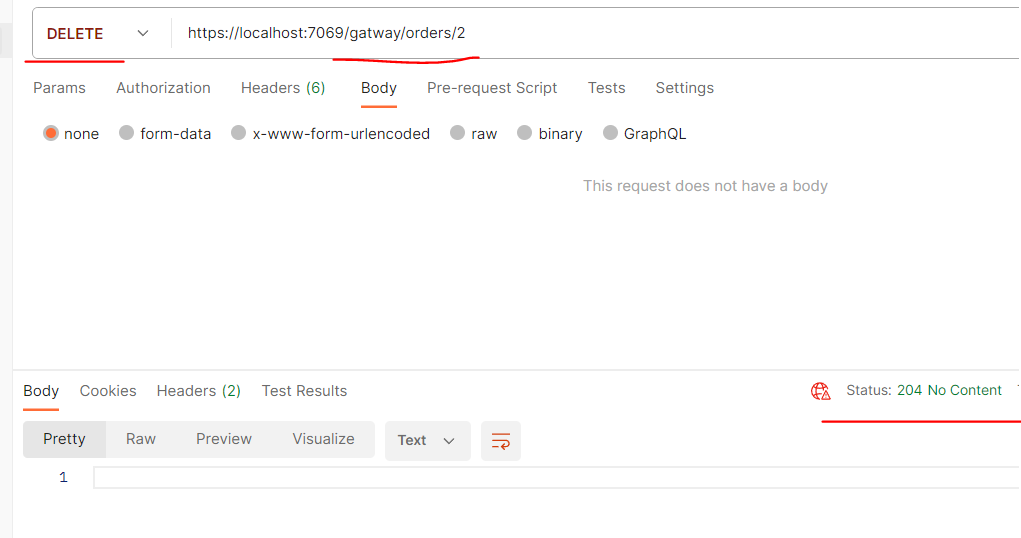 DELETE https://localhost:7069/gatway/orders/2
Params Authorization Headers (6) Body Pre-request Script Tests Settings
none form-data x-www-form-urlencoded raw binary GraphQL
This request does not have a body
Body Cookies Headers (2) Test Results Status: 204 No Content
Pretty Raw Preview Visualize Text
1